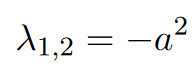 λ₁,₂ = −a²